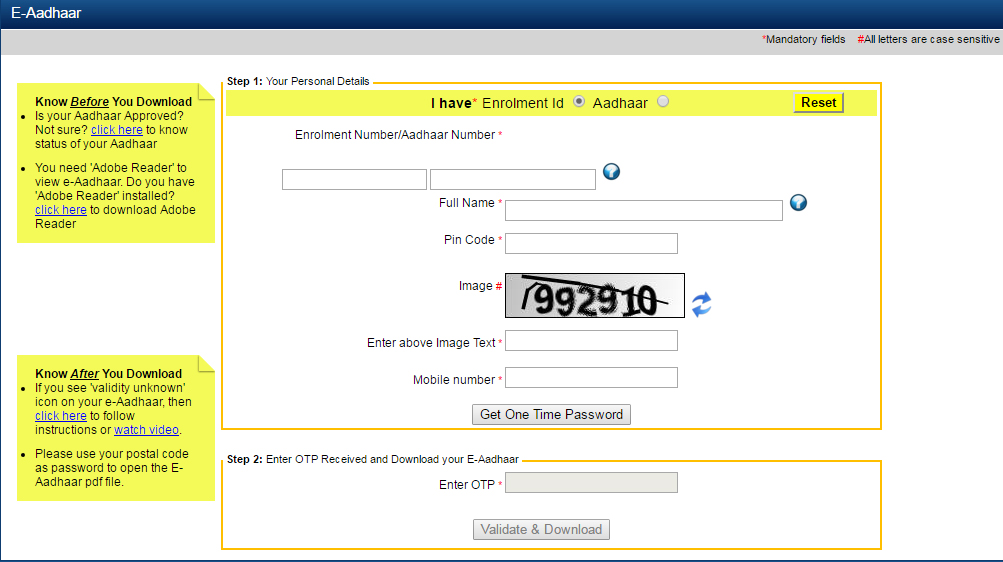 E-Aadhaar
*Mandatory fields #All letters are case sensitive
Know Before You Download
Is your Aadhaar Approved?
Not sure? click here to know
status of your Aadhaar
You need 'Adobe Reader' to
view e-Aadhaar. Do you have
'Adobe Reader' installed?
click here to download Adobe
Reader
Know After You Download
If you see 'validity unknown'
icon on your e-Aadhaar, then
click here to follow
instructions or watch video.
Please use your postal code
as password to open the E-
Aadhaar pdf file.
Step 1: Your Personal Details
I have* Enrolment Id Aadhaar Reset
Enrolment Number/Aadhaar Number *
Full Name *
Pin Code *
Image #
992910
Enter above Image Text *
Mobile number *
Get One Time Password
Step 2: Enter OTP Received and Download your E-Aadhaar
Enter OTP *
Validate & Download